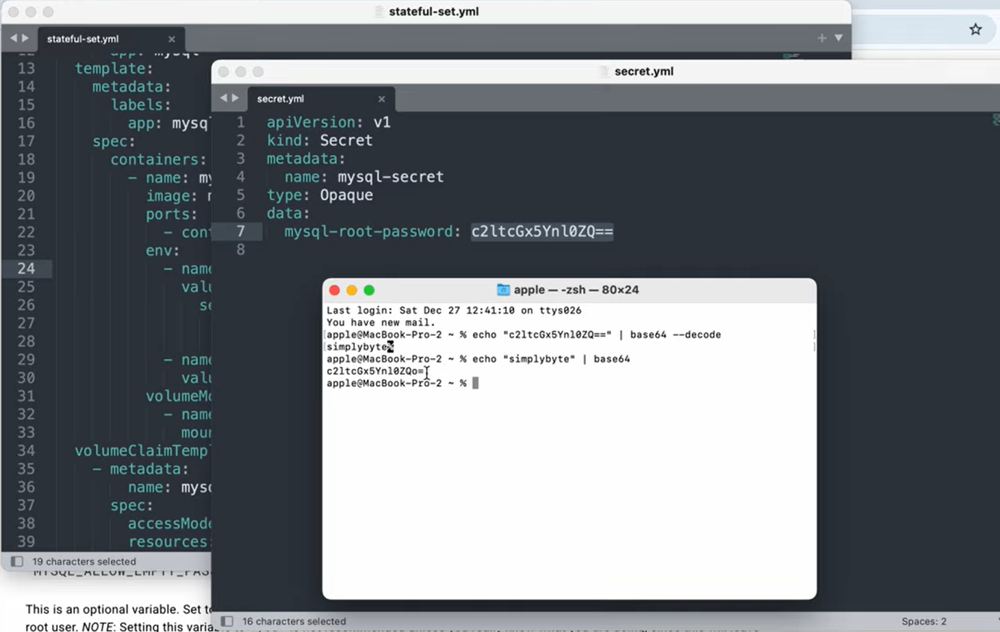 stateful-set.yml
stateful-set.yml ×
13 template:
14 metadata:
15 labels:
16 app: mysq
17 spec:
18 containers:
19 - name: my
20 image:
21 ports:
22 - con
23 env:
24 - name
25 valu
26 se
27
28
29 - name
30 valu
31 volumeMo
32 - name
33 moun
34 volumeClaimTempl
35 - metadata:
36 name: mysq
37 spec:
38 accessMode
39 resources:
19 characters selected
This is an optional variable. Set to
root user. NOTE: Setting this varia
secret.yml
secret.yml ×
1 apiVersion: v1
2 kind: Secret
3 metadata:
4 name: mysql-secret
5 type: Opaque
6 data:
7 mysql-root-password: c2ltcGx5Ynl0ZQ==
8
16 characters selected
Spaces: 2
apple — -zsh — 80×24
Last login: Sat Dec 27 12:41:10 on ttys026
You have new mail.
apple@MacBook-Pro-2 ~ % echo "c2ltcGx5Ynl0ZQ==" | base64 --decode
simplybyte%
apple@MacBook-Pro-2 ~ % echo "simplybyte" | base64
c2ltcGx5Ynl0ZQo=
apple@MacBook-Pro-2 ~ %